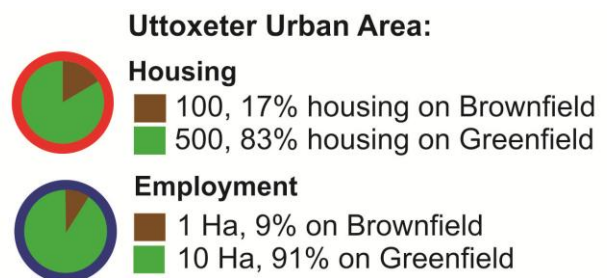 Uttoxeter Urban Area:
Housing
100, 17% housing on Brownfield
500, 83% housing on Greenfield
Employment
1 Ha, 9% on Brownfield
10 Ha, 91% on Greenfield